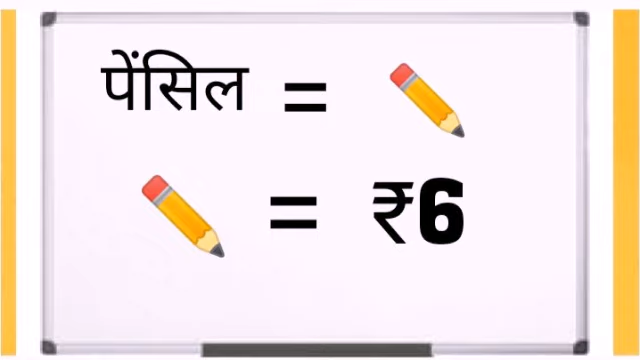 पेंसिल =
= ₹6